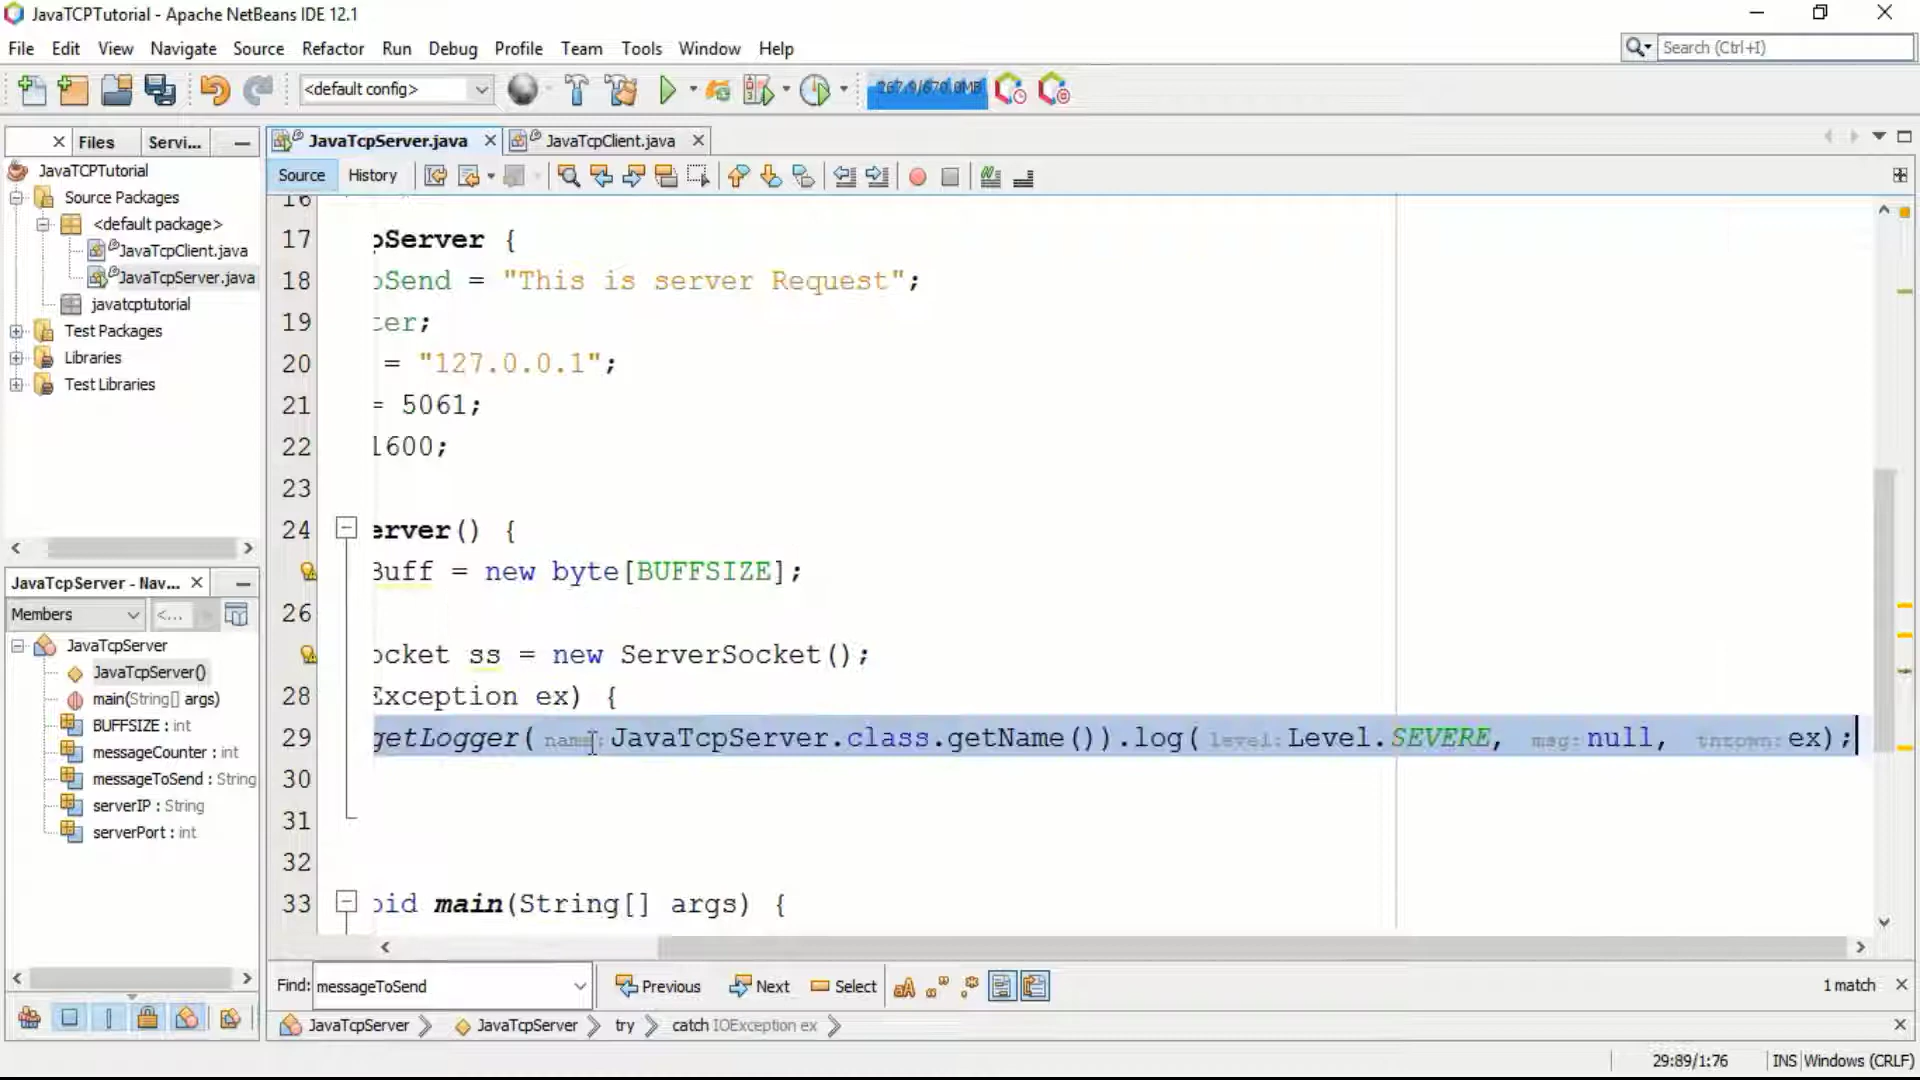 JavaTCPTutorial - Apache NetBeans IDE 12.1
File Edit View Navigate Source Refactor Run Debug Profile Team Tools Window Help
Search (Ctrl+I)
<default config>
267.9/670.0MB
Files Servi...
JavaTcpServer.java
JavaTcpClient.java
Source History
JavaTCPTutorial
Source Packages
<default package>
JavaTcpClient.java
JavaTcpServer.java
javatcptutorial
Test Packages
Libraries
Test Libraries
JavaTcpServer - Nav...
Members
<...
JavaTcpServer
JavaTcpServer()
main(String[] args)
BUFFSIZE : int
messageCounter : int
messageToSend : String
serverIP : String
serverPort : int
16
17 pServer {
18 oSend = "This is server Request";
19 ter;
20 = "127.0.0.1";
21 = 5061;
22 1600;
23
24 erver() {
Buff = new byte[BUFFSIZE];
26
ocket ss = new ServerSocket();
28 Exception ex) {
29 getLogger( name: JavaTcpServer.class.getName()).log( level: Level.SEVERE, msg: null, thrown: ex);
30
31
32
33 oid main(String[] args) {
Find: messageToSend Previous Next Select 1 match
JavaTcpServer JavaTcpServer try catch IOException ex
29:89/1:76 INS Windows (CRLF)